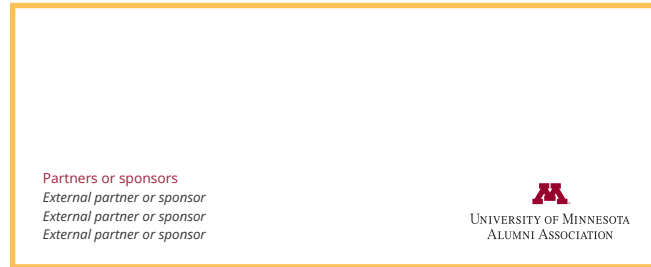 Partners or sponsors
External partner or sponsor
External partner or sponsor
External partner or sponsor
M
University of Minnesota
Alumni Association